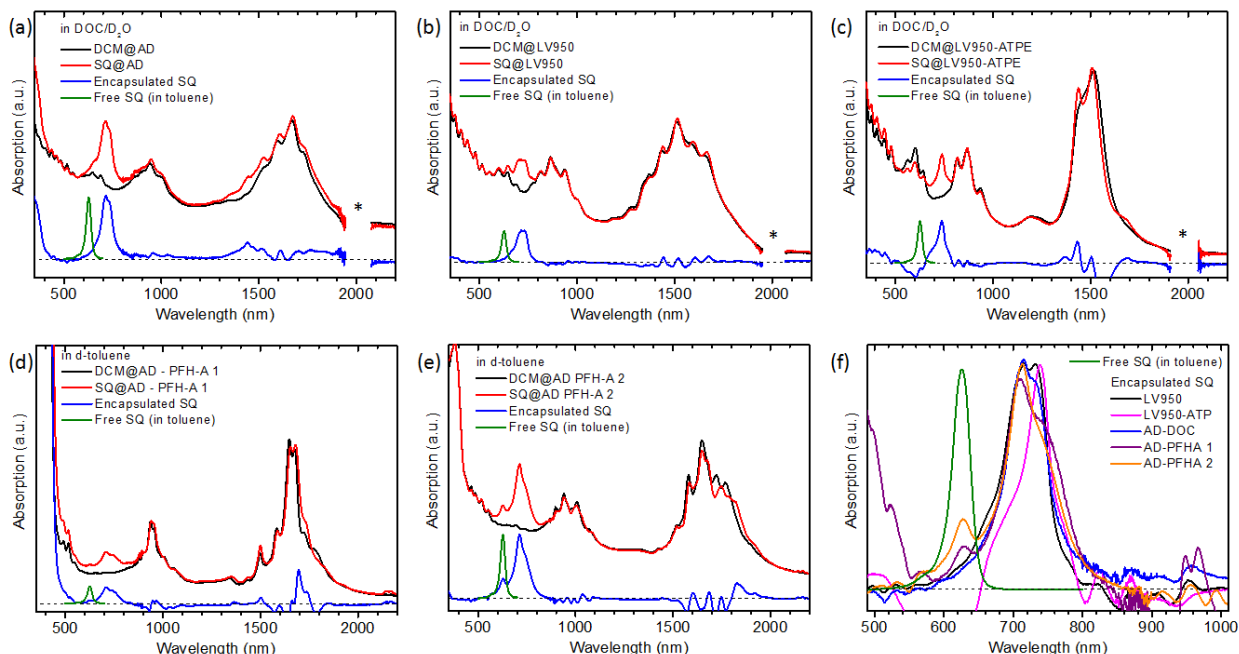 (a)
in DOC/D₂O
DCM@AD
SQ@AD
Encapsulated SQ
Free SQ (in toluene)
*
Absorption (a.u.)
500 1000 1500 2000
Wavelength (nm)
(b)
in DOC/D₂O
DCM@LV950
SQ@LV950
Encapsulated SQ
Free SQ (in toluene)
*
Absorption (a.u.)
500 1000 1500 2000
Wavelength (nm)
(c)
in DOC/D₂O
DCM@LV950-ATPE
SQ@LV950-ATPE
Encapsulated SQ
Free SQ (in toluene)
*
Absorption (a.u.)
500 1000 1500 2000
Wavelength (nm)
(d)
in d-toluene
DCM@AD - PFH-A 1
SQ@AD - PFH-A 1
Encapsulated SQ
Free SQ (in toluene)
Absorption (a.u.)
500 1000 1500 2000
Wavelength (nm)
(e)
in d-toluene
DCM@AD PFH-A 2
SQ@AD PFH-A 2
Encapsulated SQ
Free SQ (in toluene)
Absorption (a.u.)
500 1000 1500 2000
Wavelength (nm)
(f)
Free SQ (in toluene)
Encapsulated SQ
LV950
LV950-ATP
AD-DOC
AD-PFHA 1
AD-PFHA 2
Absorption (a.u.)
500 600 700 800 900 1000
Wavelength (nm)